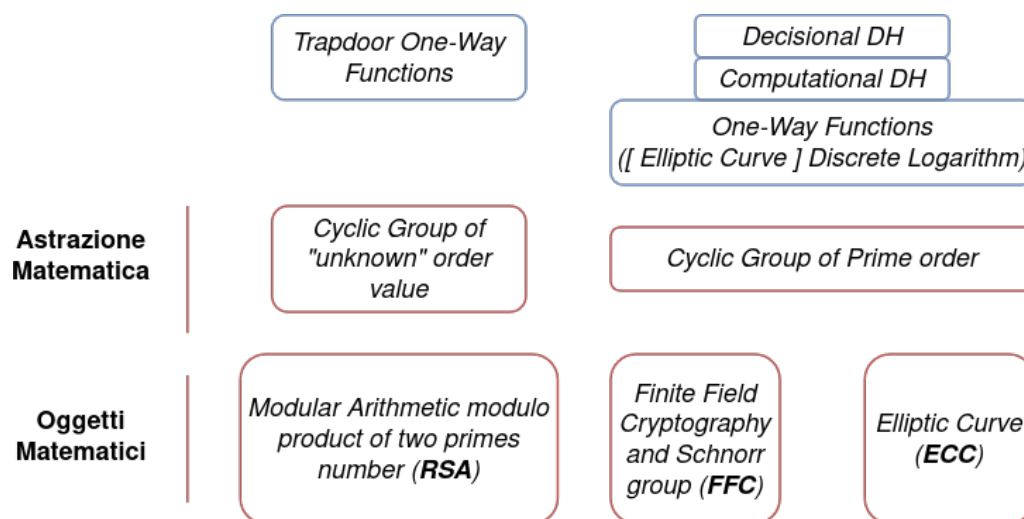 Trapdoor One-Way
Functions
Decisional DH
Computational DH
One-Way Functions
([ Elliptic Curve ] Discrete Logarithm)
Astrazione
Matematica
Cyclic Group of
"unknown" order
value
Cyclic Group of Prime order
Oggetti
Matematici
Modular Arithmetic modulo
product of two primes
number (RSA)
Finite Field
Cryptography
and Schnorr
group (FFC)
Elliptic Curve
(ECC)